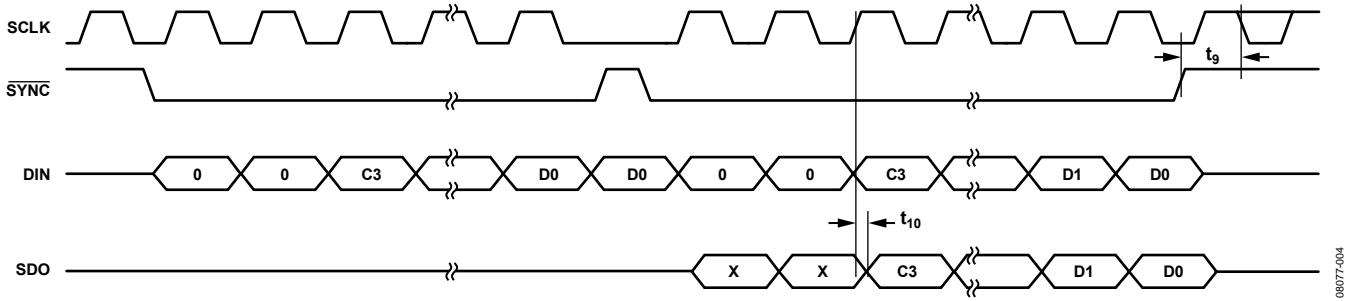 SCLK
t9
SYNC
DIN 0 0 C3 D0 D0 0 0 C3 D1 D0
t10
SDO X X C3 D1 D0
08077-004